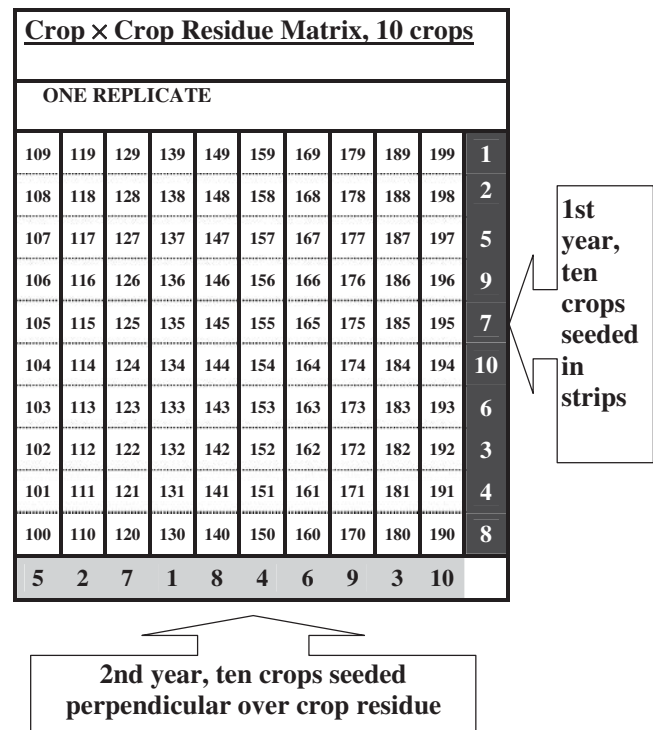 Crop × Crop Residue Matrix, 10 crops
ONE REPLICATE
109 119 129 139 149 159 169 179 189 199 1
108 118 128 138 148 158 168 178 188 198 2
107 117 127 137 147 157 167 177 187 197 5
106 116 126 136 146 156 166 176 186 196 9
105 115 125 135 145 155 165 175 185 195 7
104 114 124 134 144 154 164 174 184 194 10
103 113 123 133 143 153 163 173 183 193 6
102 112 122 132 142 152 162 172 182 192 3
101 111 121 131 141 151 161 171 181 191 4
100 110 120 130 140 150 160 170 180 190 8
5 2 7 1 8 4 6 9 3 10
1st
year,
ten
crops
seeded
in
strips
2nd year, ten crops seeded
perpendicular over crop residue